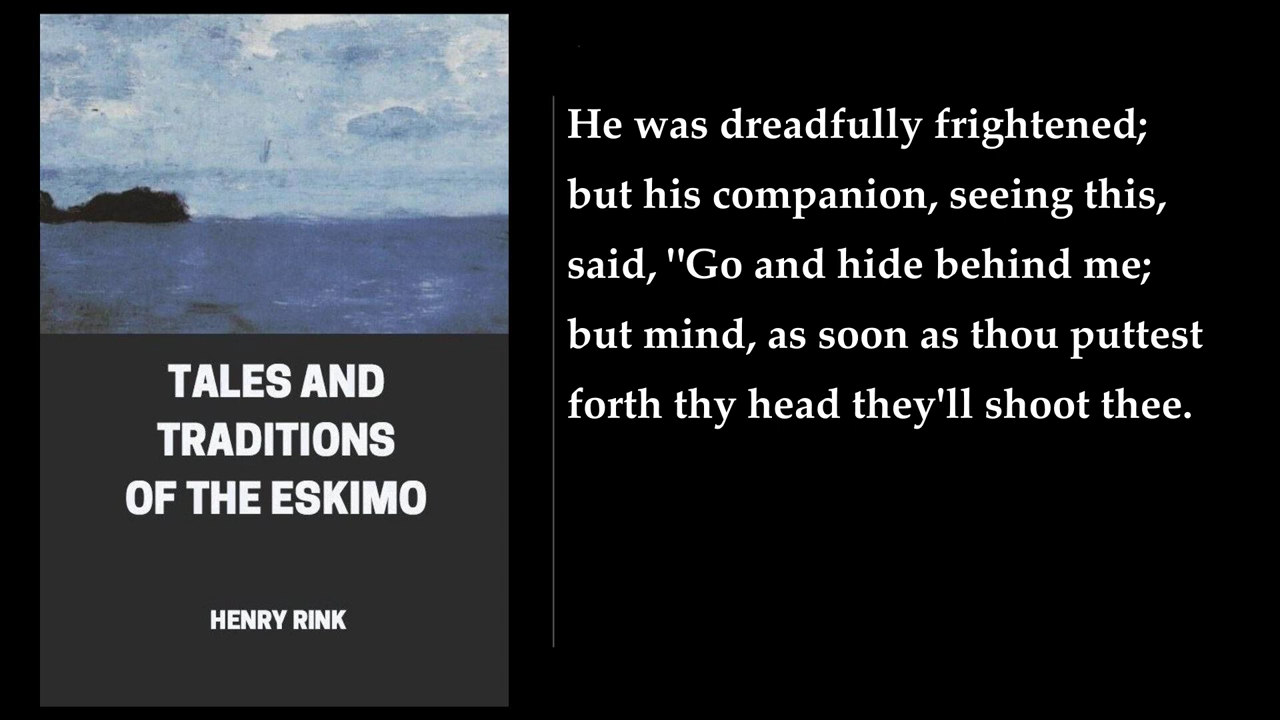 TALES AND
TRADITIONS
OF THE ESKIMO
HENRY RINK
He was dreadfully frightened;
but his companion, seeing this,
said, "Go and hide behind me;
but mind, as soon as thou puttest
forth thy head they'll shoot thee.